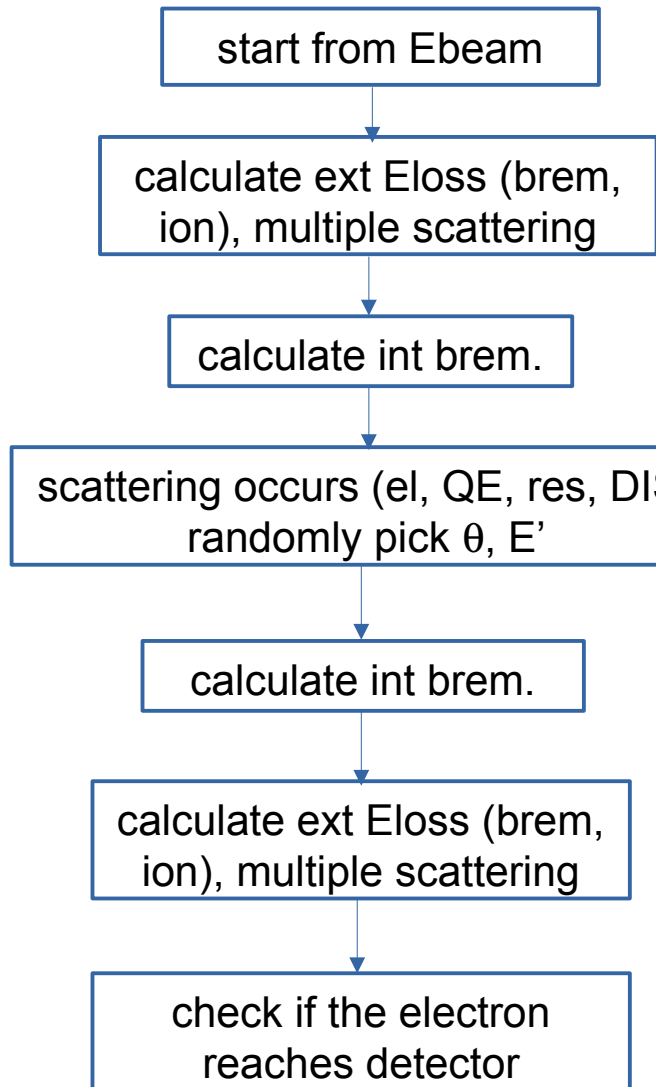 start from Ebeam
calculate ext Eloss (brem,
ion), multiple scattering
calculate int brem.
scattering occurs (el, QE, res, DIS
randomly pick θ, E’
calculate int brem.
calculate ext Eloss (brem,
ion), multiple scattering
check if the electron
reaches detector